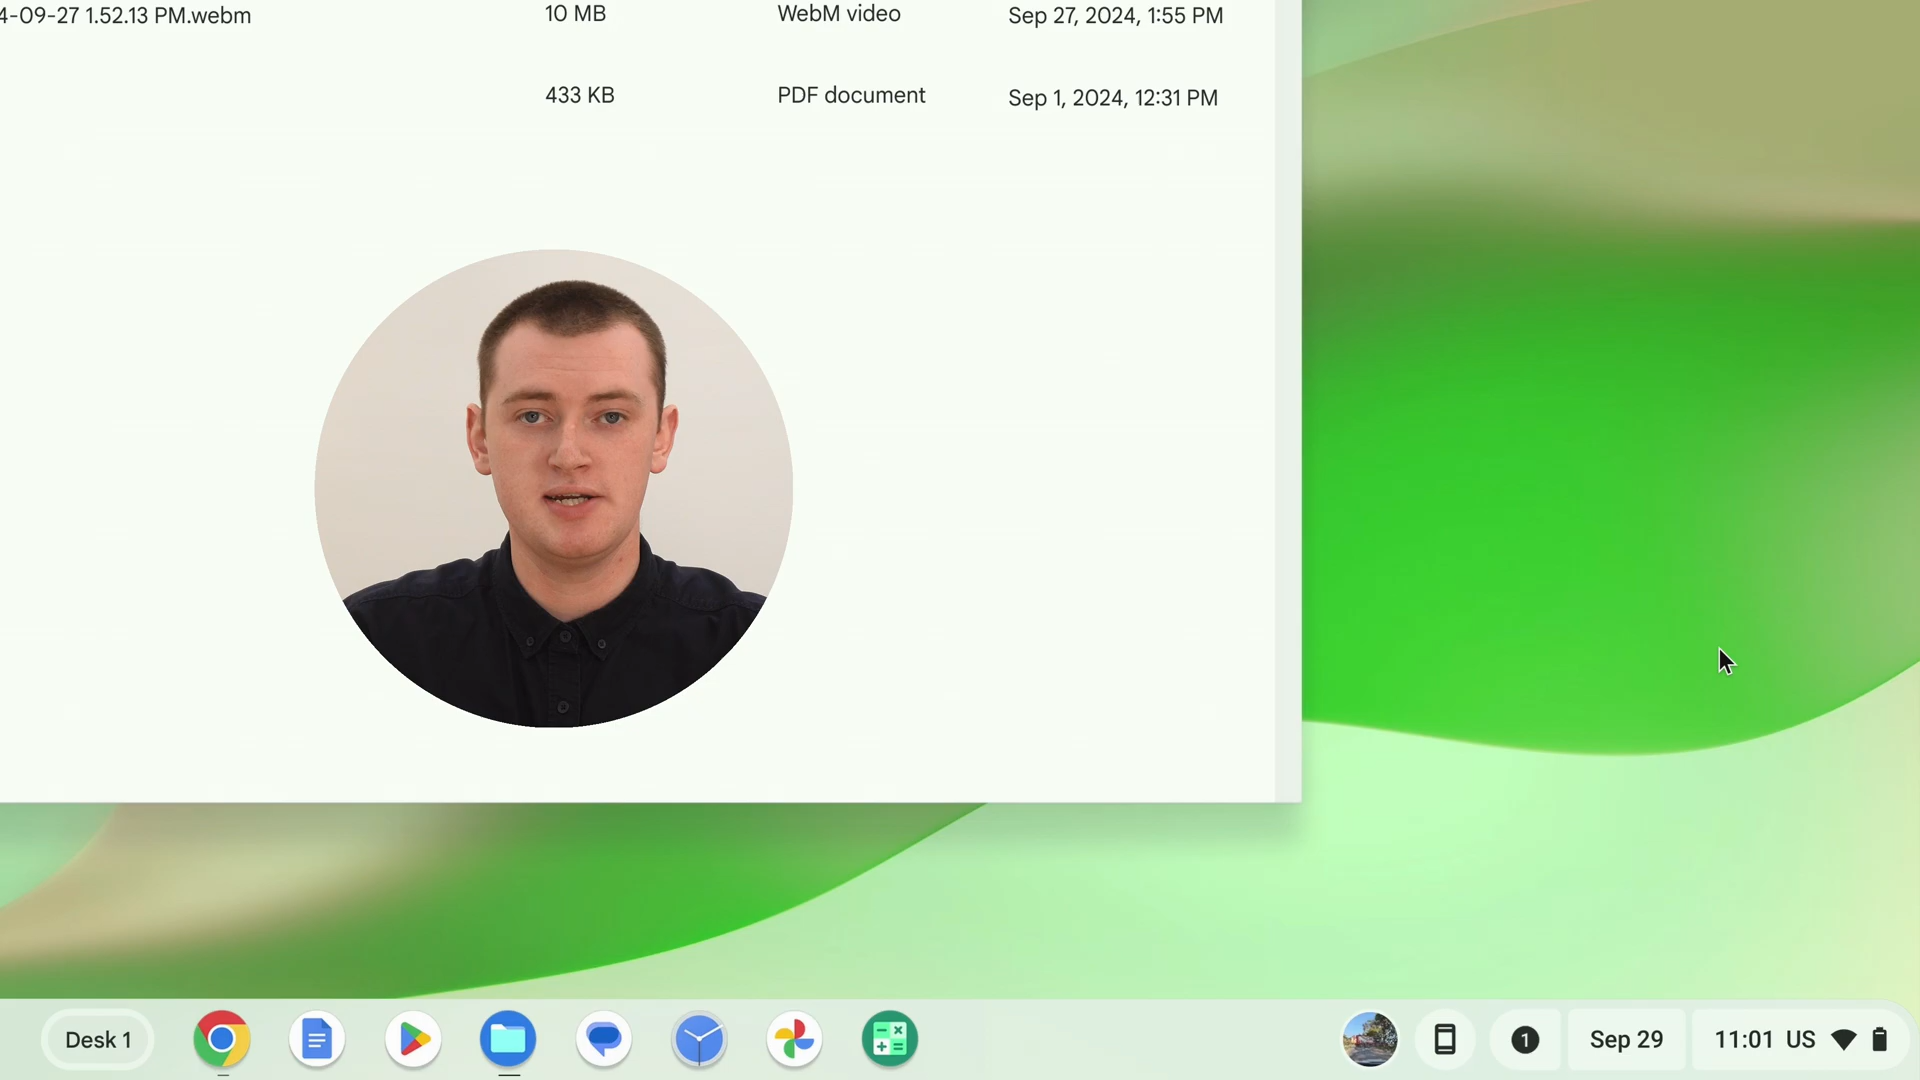 4-09-27 1.52.13 PM.webm 10 MB WebM video Sep 27, 2024, 1:55 PM
433 KB PDF document Sep 1, 2024, 12:31 PM
Desk 1 1 Sep 29 11:01 US